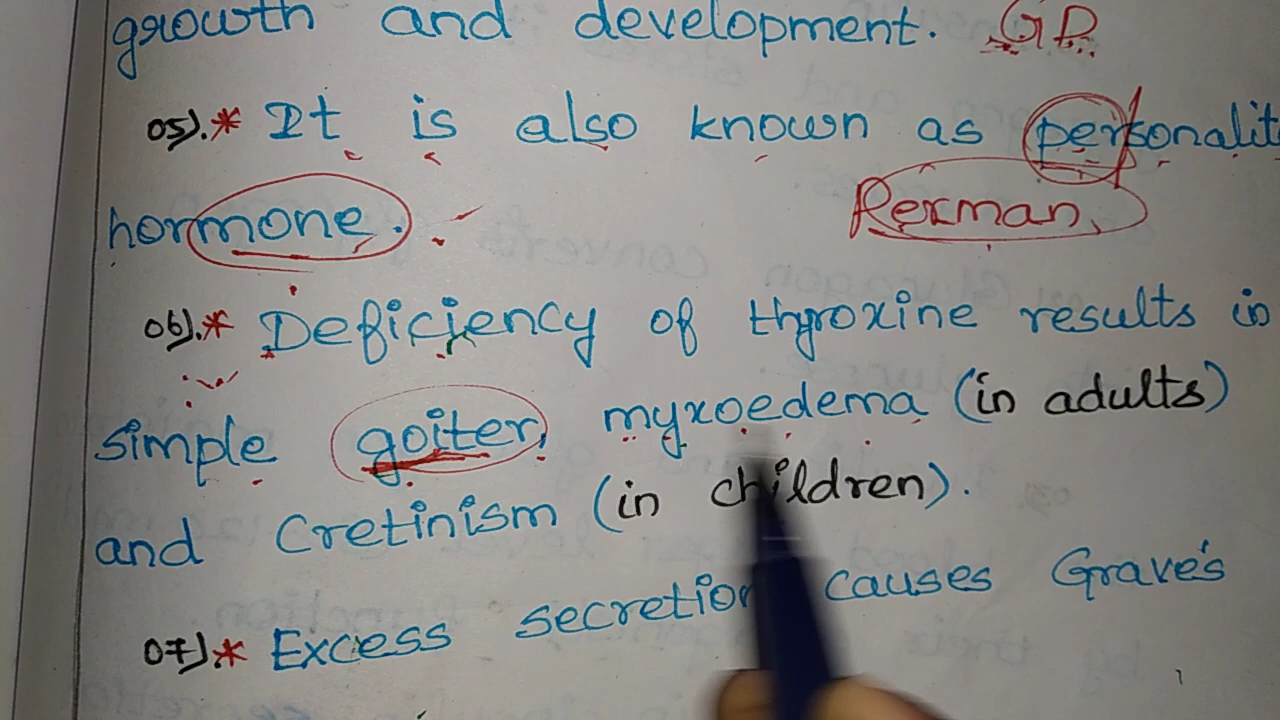 growth and development. GD
05).* It is also known as personalit
hormone. Perman,
06).* Deficiency of thyroxine results in
simple goiter, myxoedema (in adults)
and Cretinism (in children).
07).* Excess secretion causes Grave's